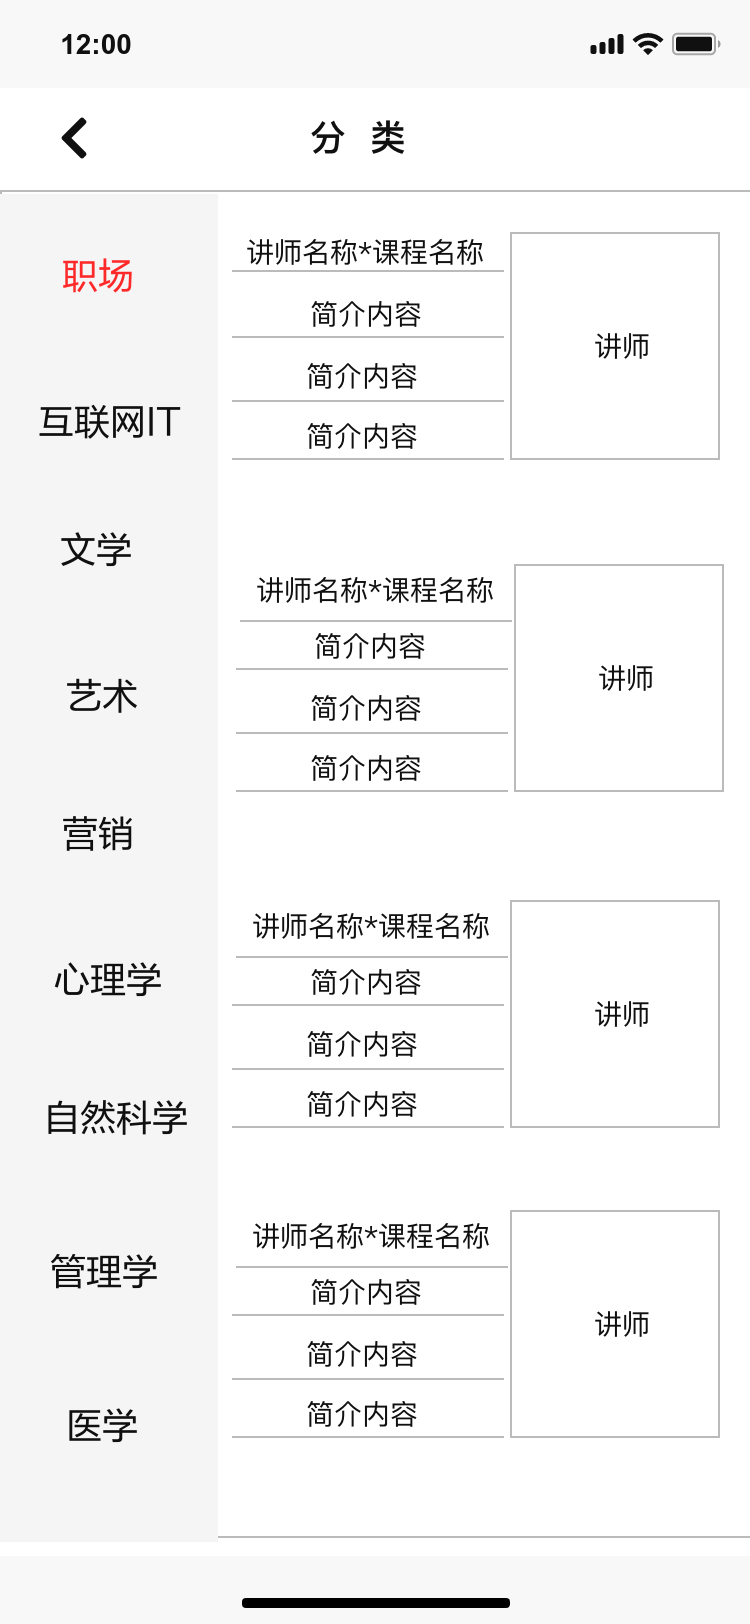 12:00
分 类
职场
互联网IT
文学
艺术
营销
心理学
自然科学
管理学
医学
讲师名称*课程名称
简介内容
简介内容
简介内容
讲师
讲师名称*课程名称
简介内容
简介内容
简介内容
讲师
讲师名称*课程名称
简介内容
简介内容
简介内容
讲师
讲师名称*课程名称
简介内容
简介内容
简介内容
讲师